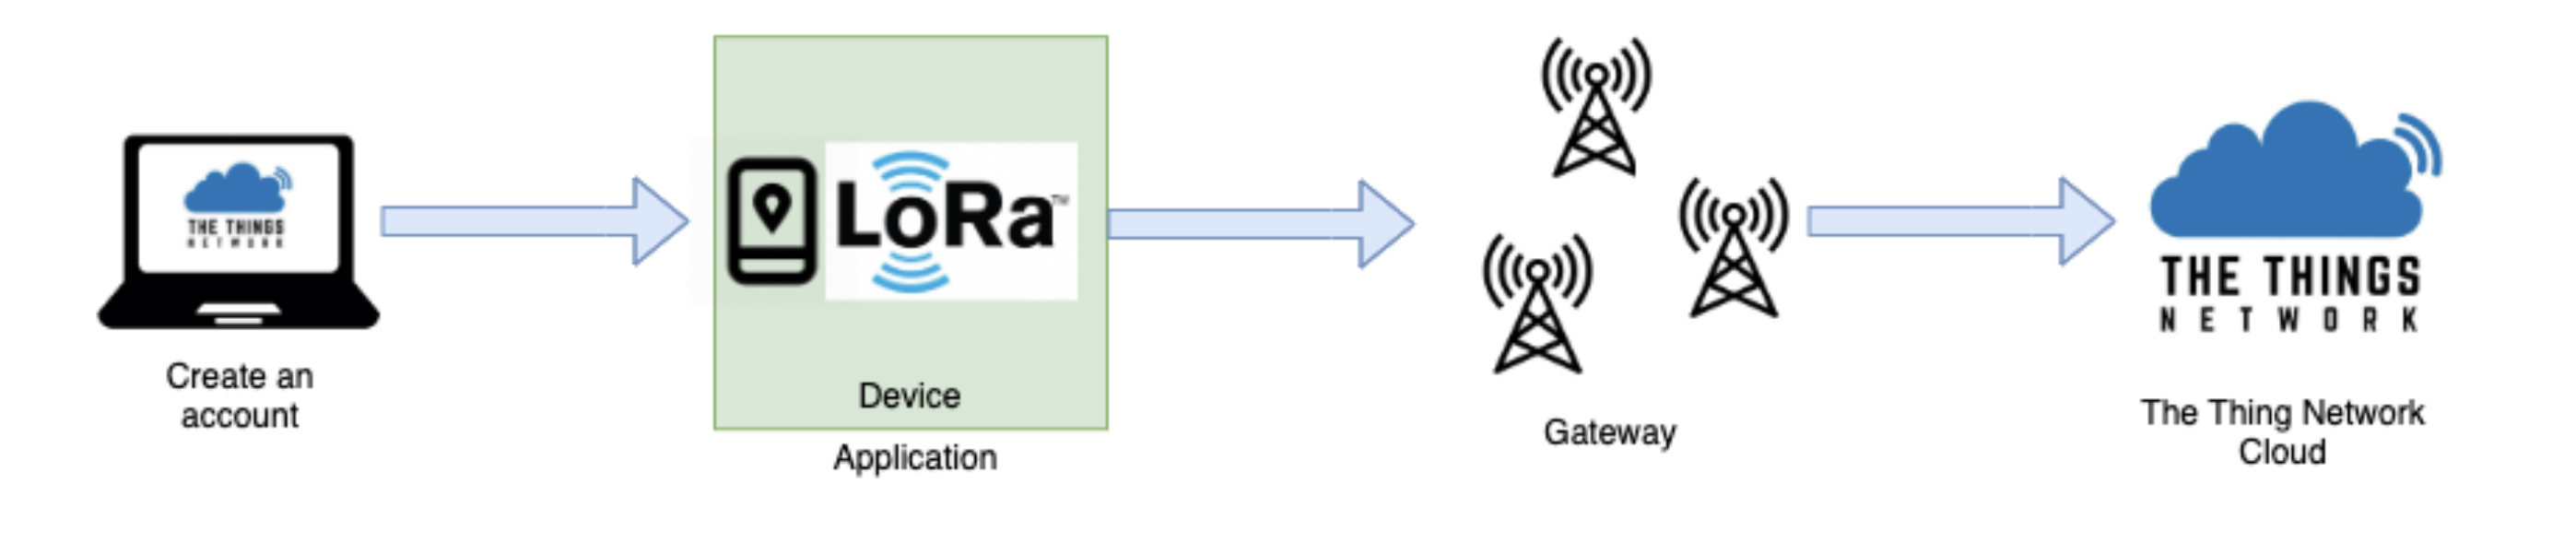 THE THINGS
NETWORK
Create an
account
LoRa™
Device
Application
Gateway
THE THINGS
NETWORK
The Thing Network
Cloud